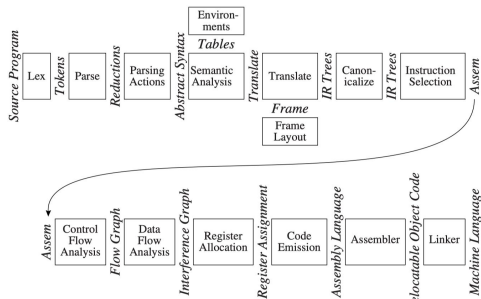 Environ-
ments
Tables
Source Program
Lex
Tokens
Parse
Reductions
Parsing
Actions
Abstract Syntax
Semantic
Analysis
Translate
Translate
IR Trees
Canon-
icalize
IR Trees
Instruction
Selection
Assem
Frame
Frame
Layout
Assem
Control
Flow
Analysis
Flow Graph
Data
Flow
Analysis
Interference Graph
Register
Allocation
Register Assignment
Code
Emission
Assembly Language
Assembler
elocatable Object Code
Linker
Machine Language